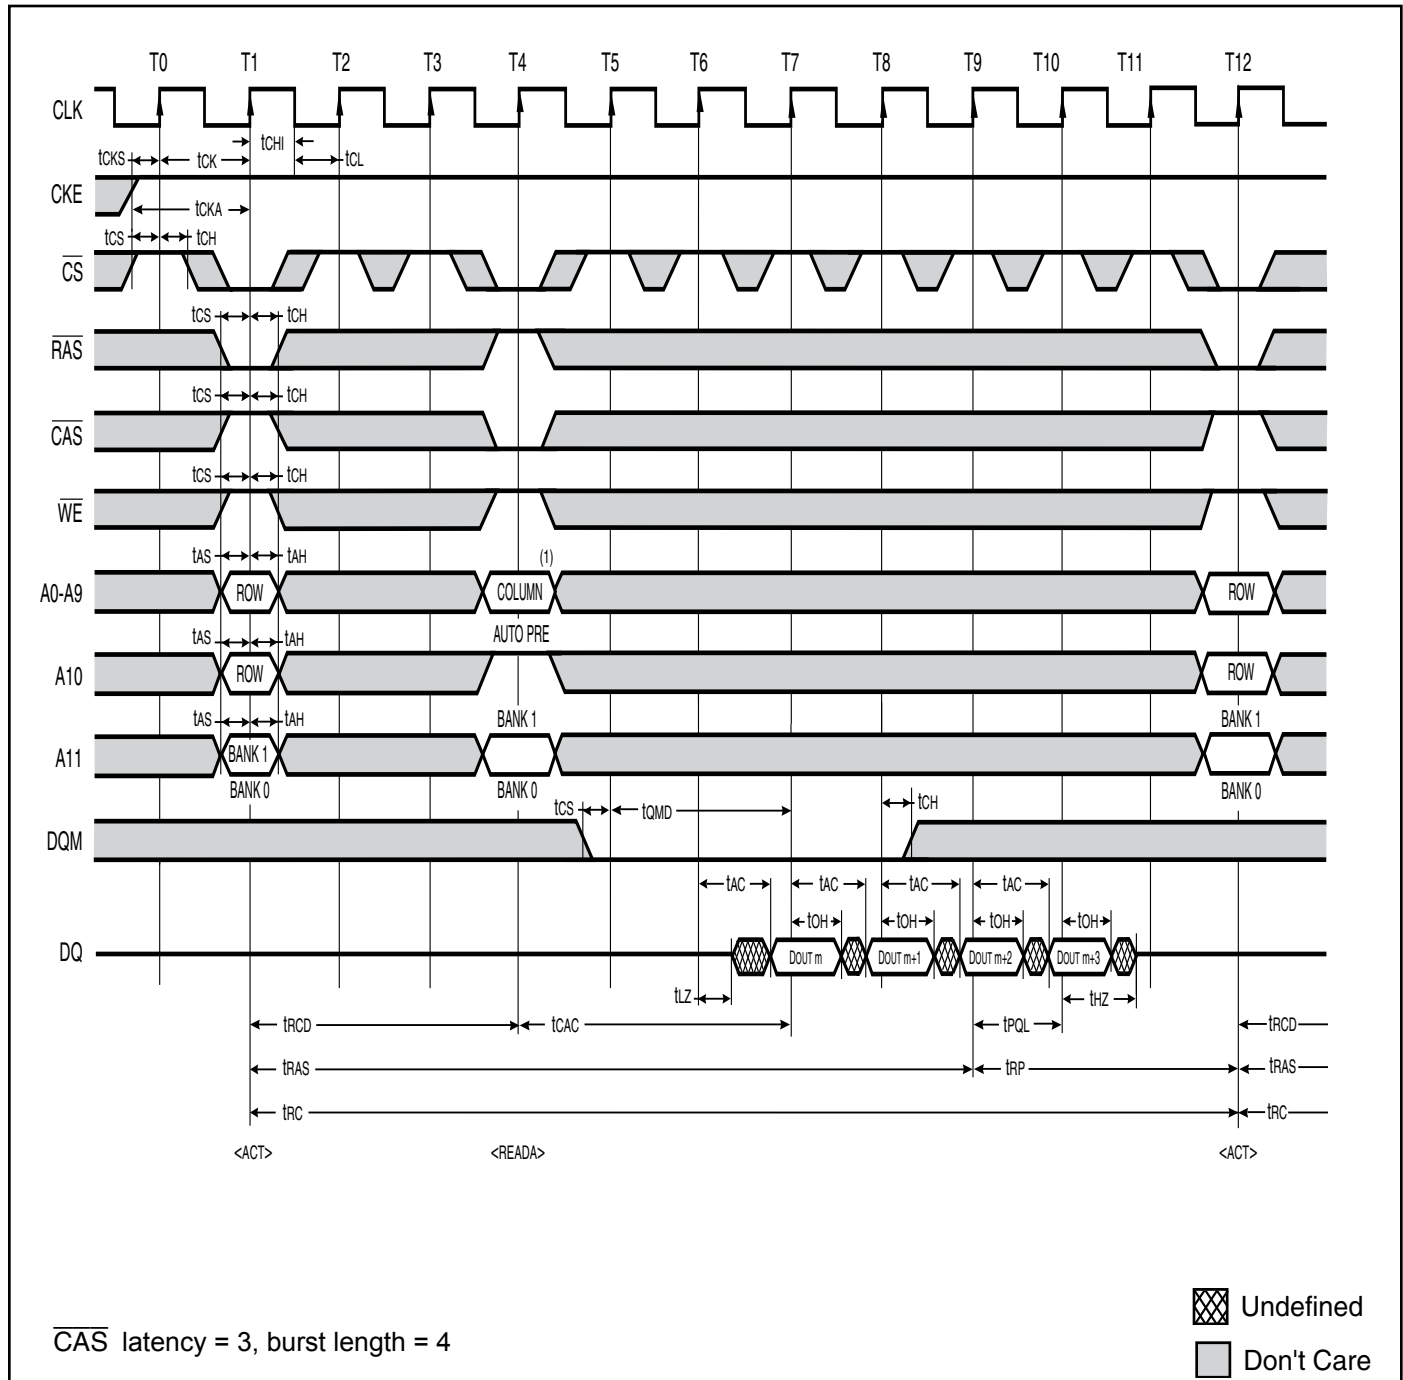 T0 T1 T2 T3 T4 T5 T6 T7 T8 T9 T10 T11 T12
CLK
tCHI
tCKS tCK tCL
CKE
tCKA
tCS tCH
CS
tCS tCH
RAS
tCS tCH
CAS
tCS tCH
WE
tAS tAH (1)
A0-A9 ROW COLUMN ROW
tAS tAH AUTO PRE
A10 ROW ROW
tAS tAH BANK 1 BANK 1
A11 BANK 1
BANK 0 BANK 0 BANK 0
tCS tQMD tCH
DQM
tAC tAC tAC tAC
tOH tOH tOH tOH
DQ DOUT m DOUT m+1 DOUT m+2 DOUT m+3
tLZ tHZ
tRCD tCAC tPQL tRCD
tRAS tRP tRAS
tRC tRC
<ACT> <READA> <ACT>
Undefined
CAS latency = 3, burst length = 4
Don't Care